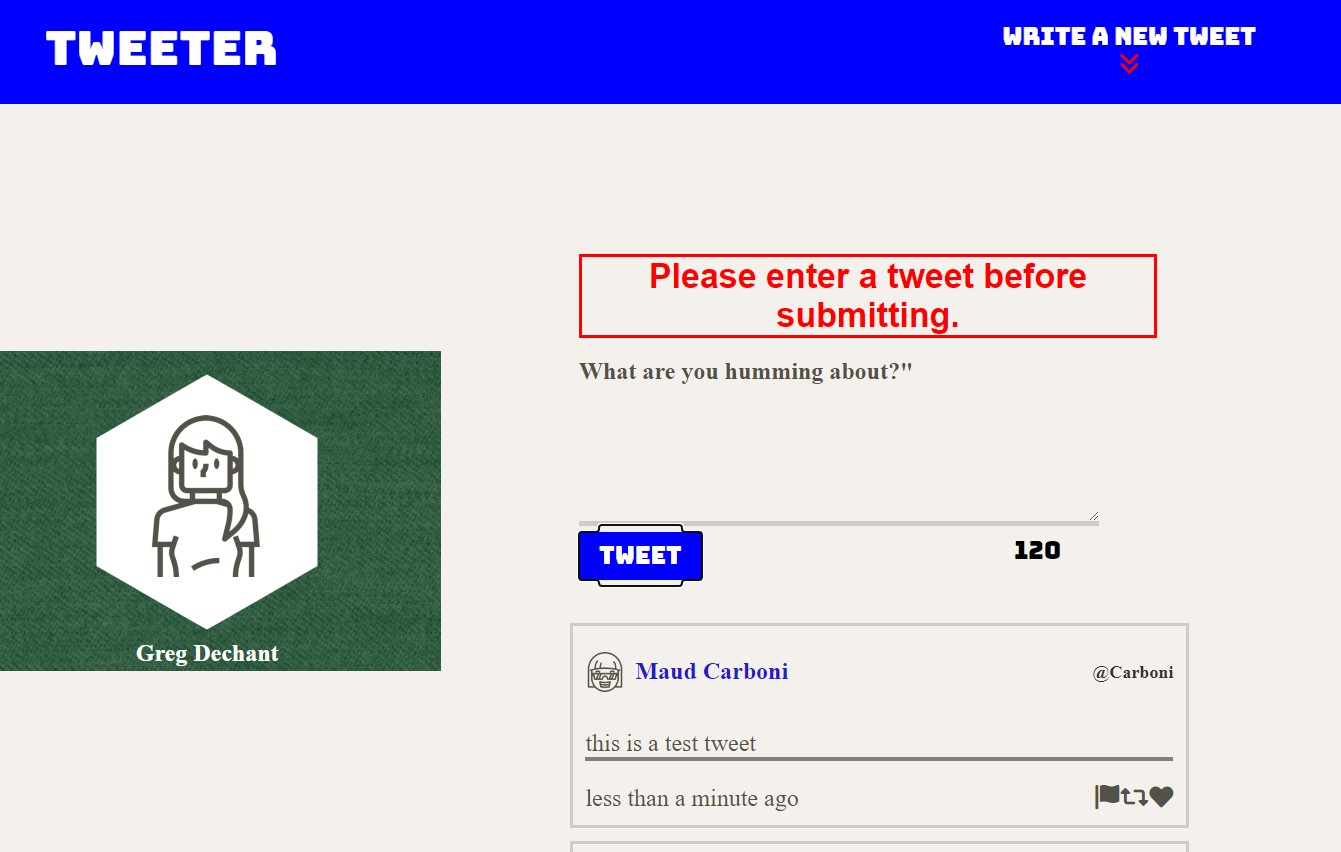 TWEETER
WRITE A NEW TWEET
Please enter a tweet before
submitting.
What are you humming about?"
TWEET
120
Greg Dechant
Maud Carboni
@Carboni
this is a test tweet
less than a minute ago